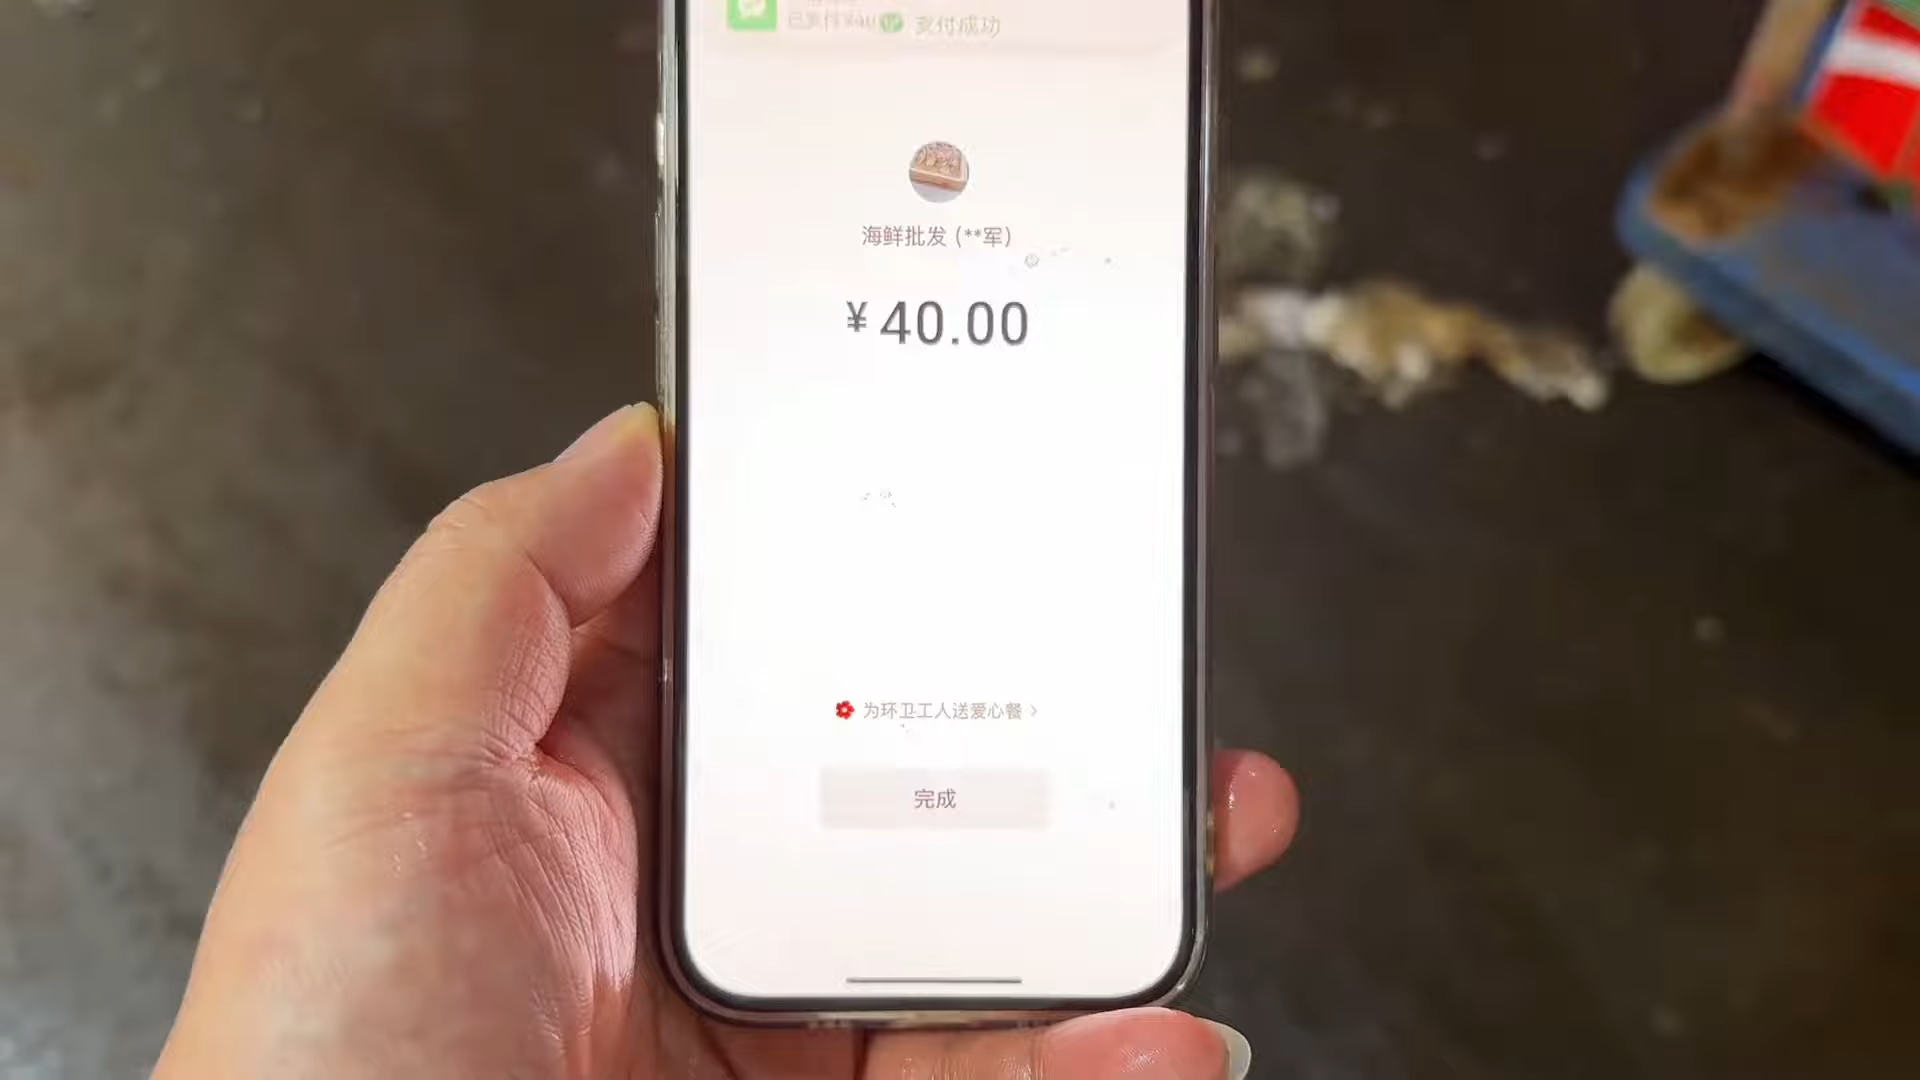 支付成功
海鲜批发 (**军)
¥40.00
为环卫工人送爱心餐
完成